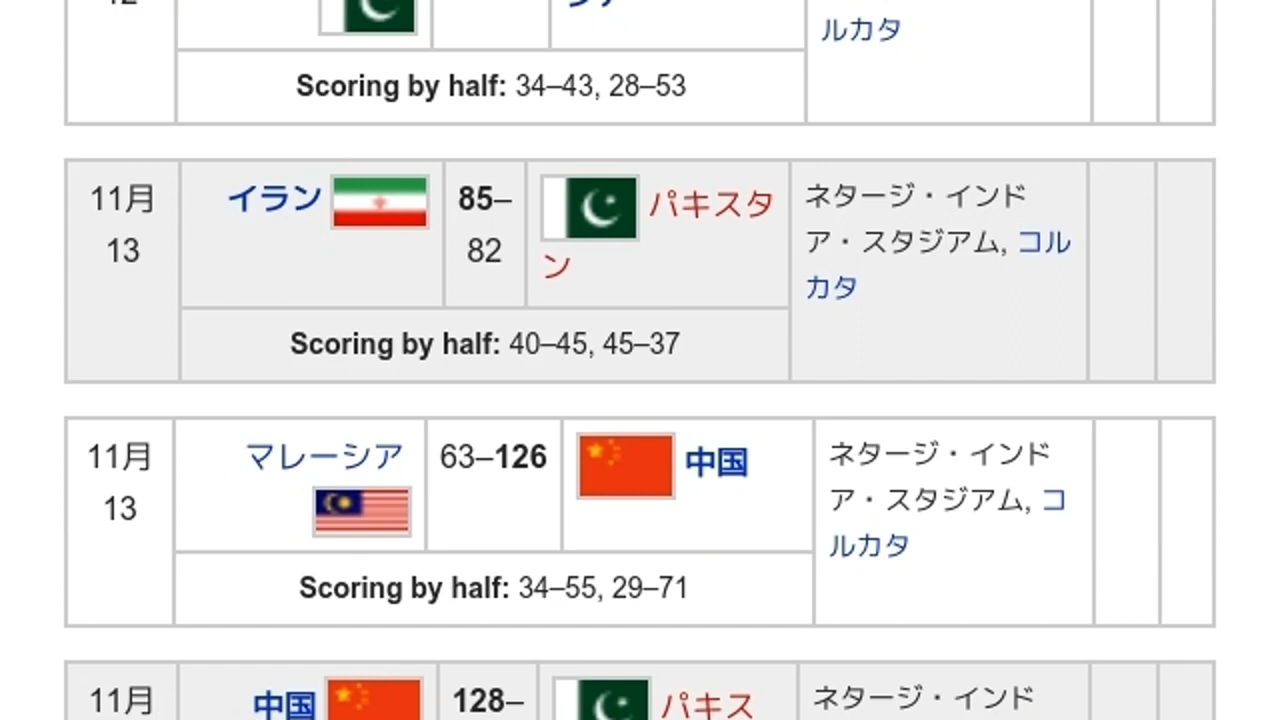 ルカタ
Scoring by half: 34–43, 28–53
11月
13
イラン
85–
82
パキスタ
ン
ネタージ・インド
ア・スタジアム, コル
カタ
Scoring by half: 40–45, 45–37
11月
13
マレーシア
63–126
中国
ネタージ・インド
ア・スタジアム, コ
ルカタ
Scoring by half: 34–55, 29–71
11月
中国
128–
パキス
ネタージ・インド